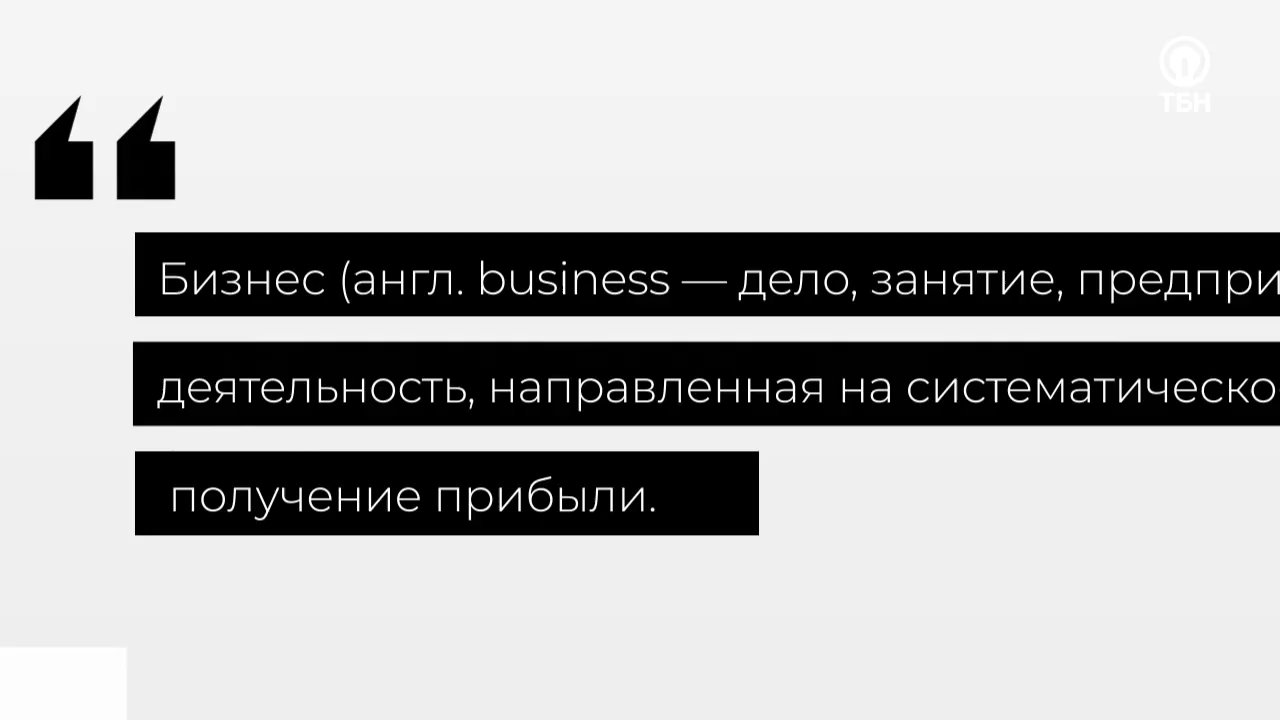 ТБН
Бизнес (англ. business — дело, занятие, предпри
деятельность, направленная на систематическо
получение прибыли.